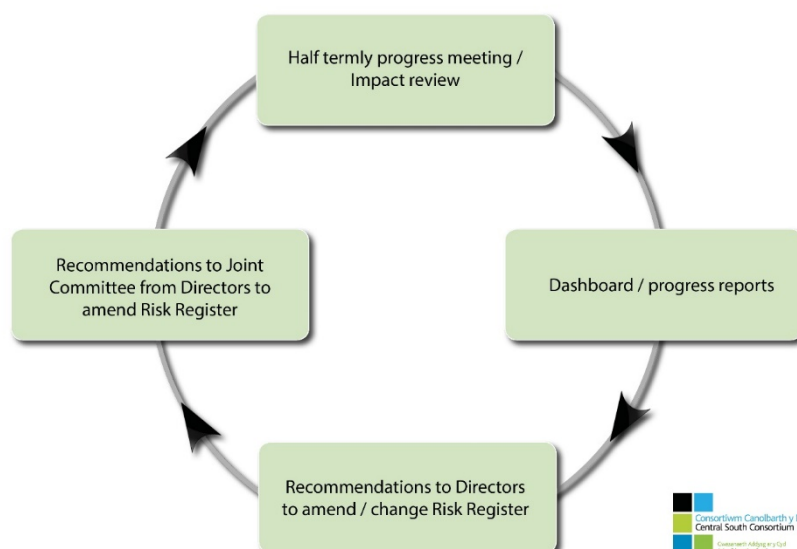 Half termly progress meeting /
Impact review
Dashboard / progress reports
Recommendations to Directors
to amend / change Risk Register
Recommendations to Joint
Committee from Directors to
amend Risk Register
Consortiwm Canolbarth y
Central South Consortium